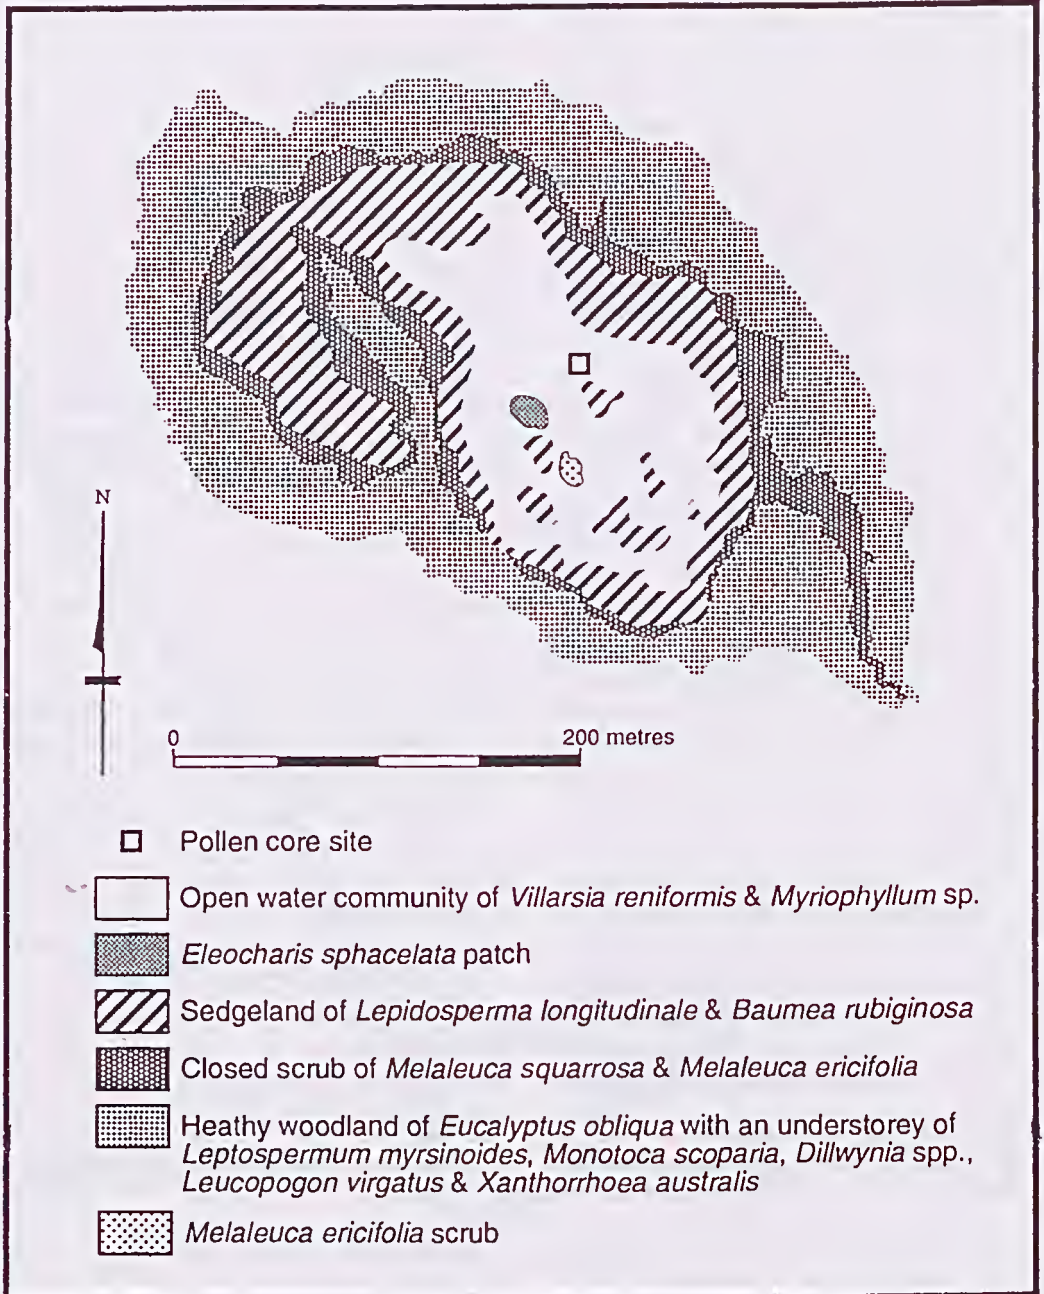 N
0 200 metres
Pollen core site
Open water community of Villarsia reniformis & Myriophyllum sp.
Eleocharis sphacelata patch
Sedgeland of Lepidosperma longitudinale & Baumea rubiginosa
Closed scrub of Melaleuca squarrosa & Melaleuca ericifolia
Heathy woodland of Eucalyptus obliqua with an understorey of
Leptospermum myrsinoides, Monotoca scoparia, Dillwynia spp.,
Leucopogon virgatus & Xanthorrhoea australis
Melaleuca ericifolia scrub